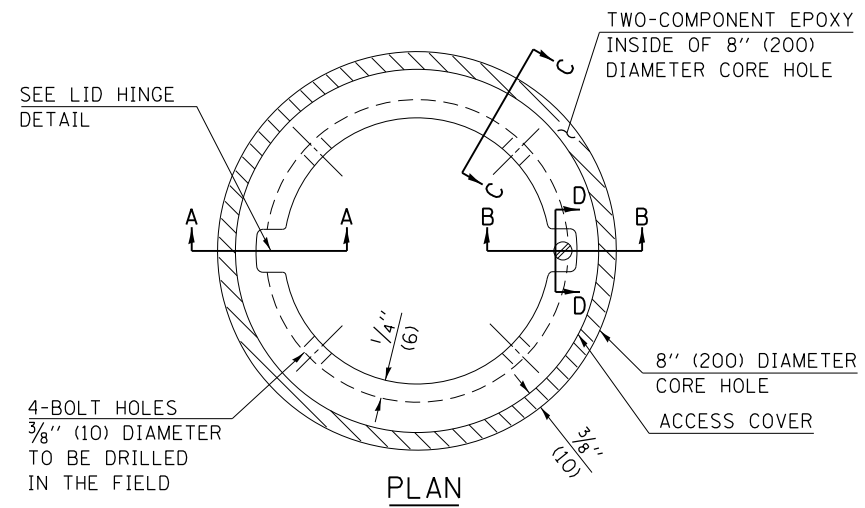 TWO-COMPONENT EPOXY
INSIDE OF 8" (200)
DIAMETER CORE HOLE
SEE LID HINGE
DETAIL
C
C
A
A
B
B
D
D
1/4"
(6)
3/8"
(10)
8" (200) DIAMETER
CORE HOLE
ACCESS COVER
4-BOLT HOLES
3/8" (10) DIAMETER
TO BE DRILLED
IN THE FIELD
PLAN